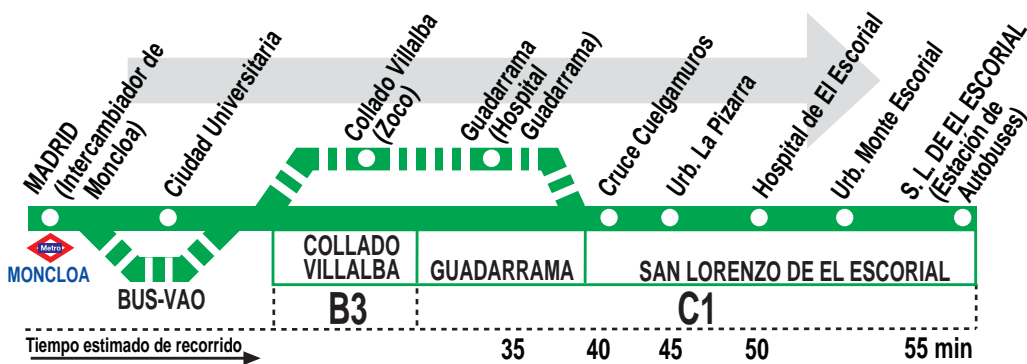 MADRID
(Intercambiador de
Moncloa)
Ciudad Universitaria
Collado Villalba
(Zoco)
Guadarrama
(Hospital
Guadarrama)
Cruce Cuelgamuros
Urb. La Pizarra
Hospital de El Escorial
Urb. Monte Escorial
S. L. DE EL ESCORIAL
(Estación de
Autobuses)
Metro
MONCLOA
BUS-VAO
COLLADO
VILLALBA
GUADARRAMA
SAN LORENZO DE EL ESCORIAL
B3
C1
Tiempo estimado de recorrido
35 40 45 50 55 min